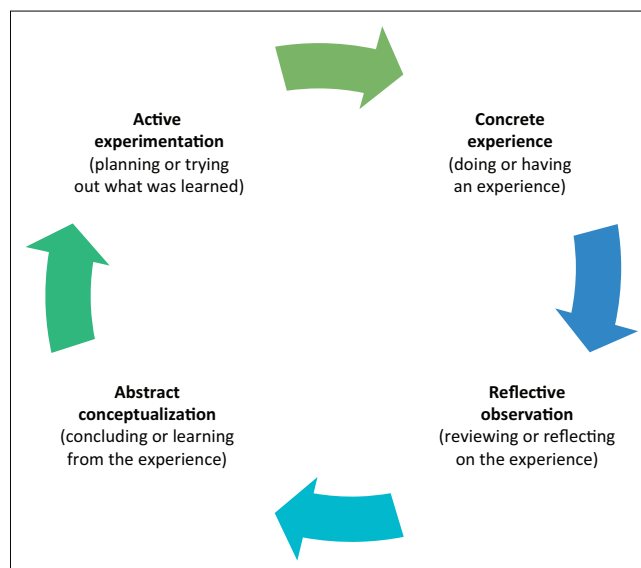 Active
experimentation
(planning or trying
out what was learned)
Concrete
experience
(doing or having
an experience)
Abstract
conceptualization
(concluding or learning
from the experience)
Reflective
observation
(reviewing or reflecting
on the experience)